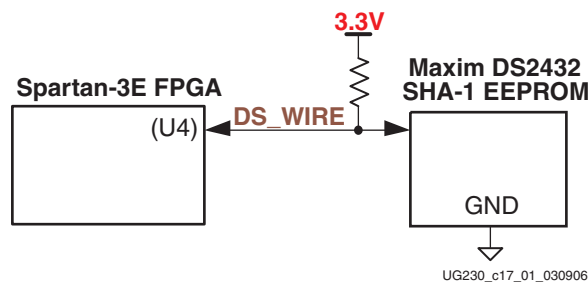 3.3V
Maxim DS2432
SHA-1 EEPROM
Spartan-3E FPGA
(U4)
DS_WIRE
GND
UG230_c17_01_030906